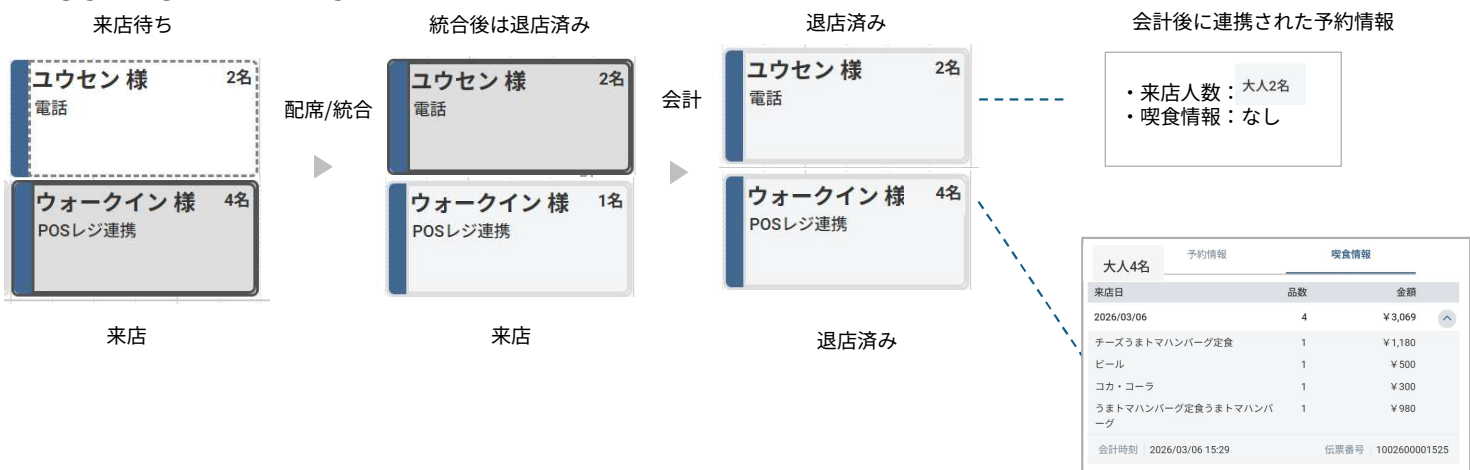 来店待ち
ユウセン 様 2名
電話
ウォークイン 様 4名
POSレジ連携
来店
配席/統合
統合後は退店済み
ユウセン 様 2名
電話
ウォークイン 様 1名
POSレジ連携
来店
会計
退店済み
ユウセン 様 2名
電話
ウォークイン 様 4名
POSレジ連携
退店済み
会計後に連携された予約情報
・来店人数：大人2名
・喫食情報：なし
大人4名 予約情報 喫食情報
来店日 品数 金額
2026/03/06 4 ¥3,069
チーズうまトマハンバーグ定食 1 ¥1,180
ビール 1 ¥500
コカ・コーラ 1 ¥300
うまトマハンバーグ定食うまトマハンバ 1 ¥980
ーグ
会計時刻 2026/03/06 15:29 伝票番号 1002600001525